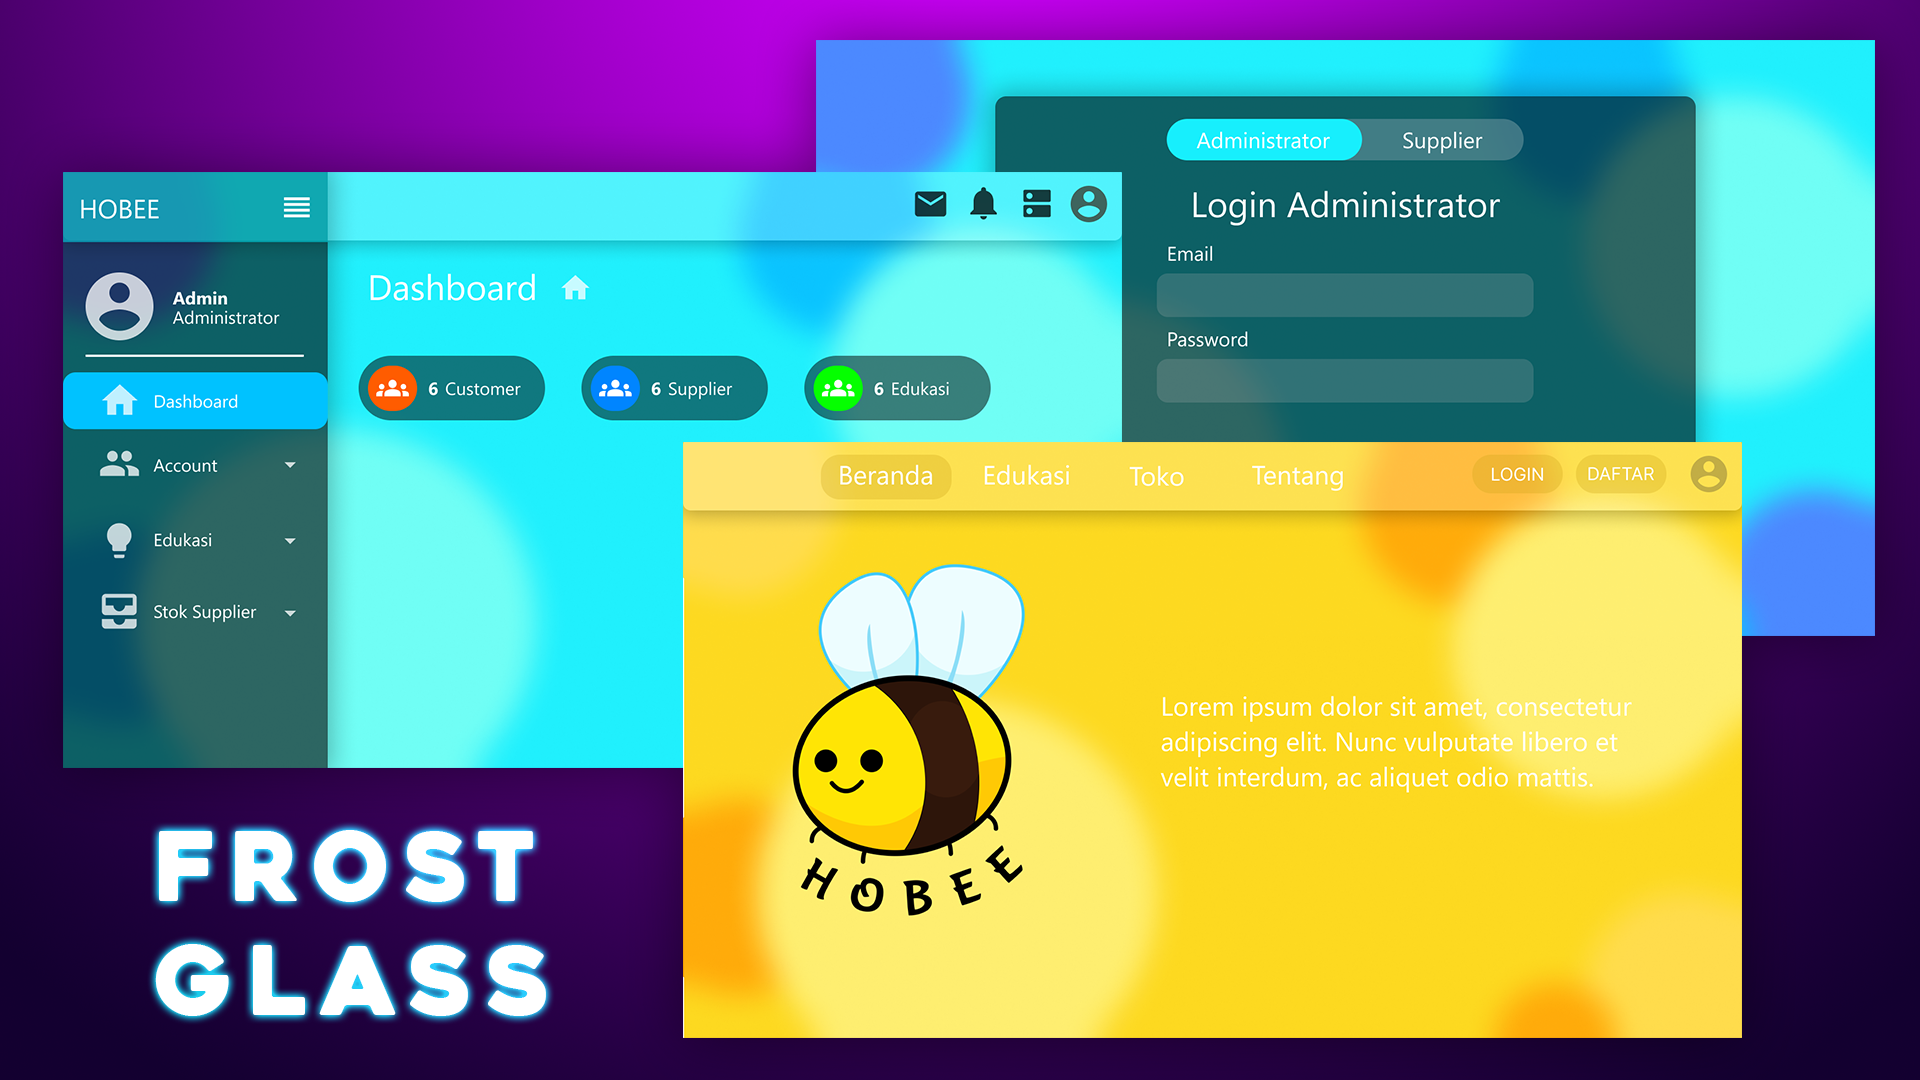 Administrator Supplier
Login Administrator
Email
Password
HOBEE
Admin
Administrator
Dashboard
Account
Edukasi
Stok Supplier
Dashboard
6 Customer
6 Supplier
6 Edukasi
Beranda Edukasi Toko Tentang LOGIN DAFTAR
Lorem ipsum dolor sit amet, consectetur
adipiscing elit. Nunc vulputate libero et
velit interdum, ac aliquet odio mattis.
HOBEE
FROST
GLASS